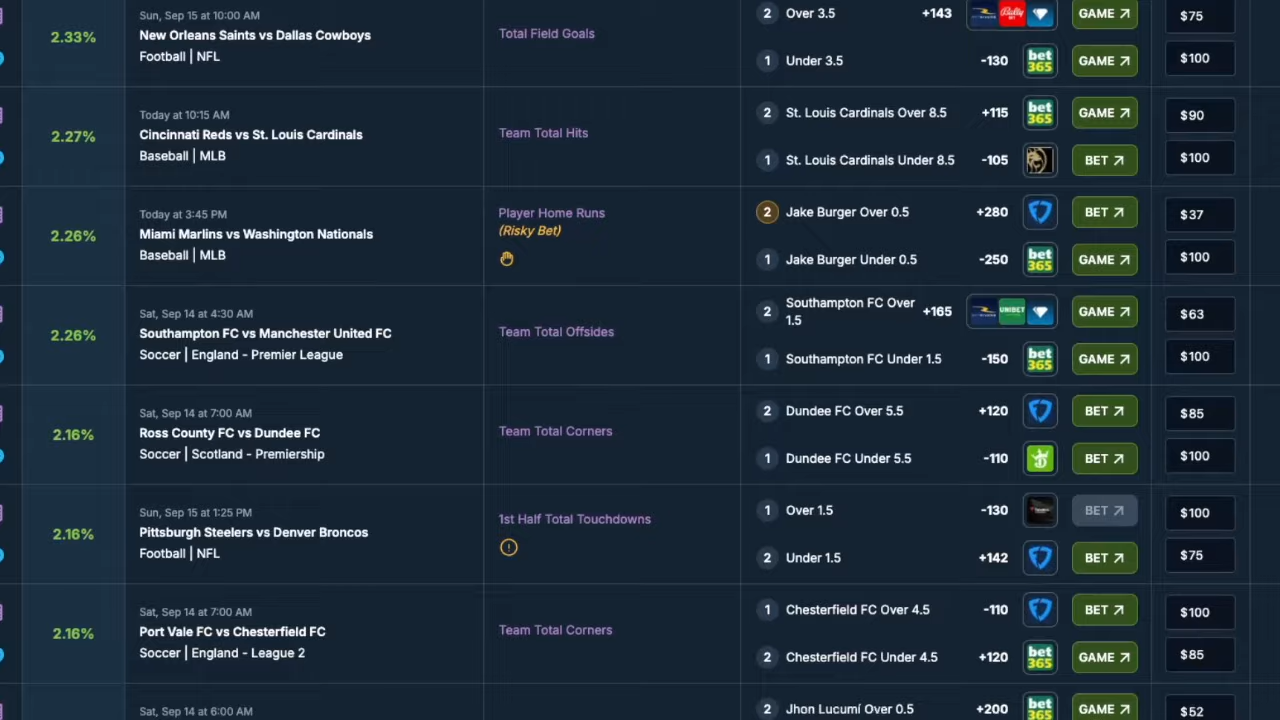 Sun, Sep 15 at 10:00 AM
2.33%
New Orleans Saints vs Dallas Cowboys
Football | NFL
Total Field Goals
2 Over 3.5 +143 Bally BET GAME $75
1 Under 3.5 -130 bet365 GAME $100
Today at 10:15 AM
2.27%
Cincinnati Reds vs St. Louis Cardinals
Baseball | MLB
Team Total Hits
2 St. Louis Cardinals Over 8.5 +115 bet365 GAME $90
1 St. Louis Cardinals Under 8.5 -105 BET $100
Today at 3:45 PM
2.26%
Miami Marlins vs Washington Nationals
Baseball | MLB
Player Home Runs
(Risky Bet)
2 Jake Burger Over 0.5 +280 BET $37
1 Jake Burger Under 0.5 -250 bet365 GAME $100
Sat, Sep 14 at 4:30 AM
2.26%
Southampton FC vs Manchester United FC
Soccer | England - Premier League
Team Total Offsides
2 Southampton FC Over
1.5 +165 UNIBET GAME $63
1 Southampton FC Under 1.5 -150 bet365 GAME $100
Sat, Sep 14 at 7:00 AM
2.16%
Ross County FC vs Dundee FC
Soccer | Scotland - Premiership
Team Total Corners
2 Dundee FC Over 5.5 +120 BET $85
1 Dundee FC Under 5.5 -110 BET $100
Sun, Sep 15 at 1:25 PM
2.16%
Pittsburgh Steelers vs Denver Broncos
Football | NFL
1st Half Total Touchdowns
1 Over 1.5 -130 BET $100
2 Under 1.5 +142 BET $75
Sat, Sep 14 at 7:00 AM
2.16%
Port Vale FC vs Chesterfield FC
Soccer | England - League 2
Team Total Corners
1 Chesterfield FC Over 4.5 -110 BET $100
2 Chesterfield FC Under 4.5 +120 bet365 GAME $85
Sat, Sep 14 at 6:00 AM
2 Jhon Lucumí Over 0.5 +200 bet365 GAME $52